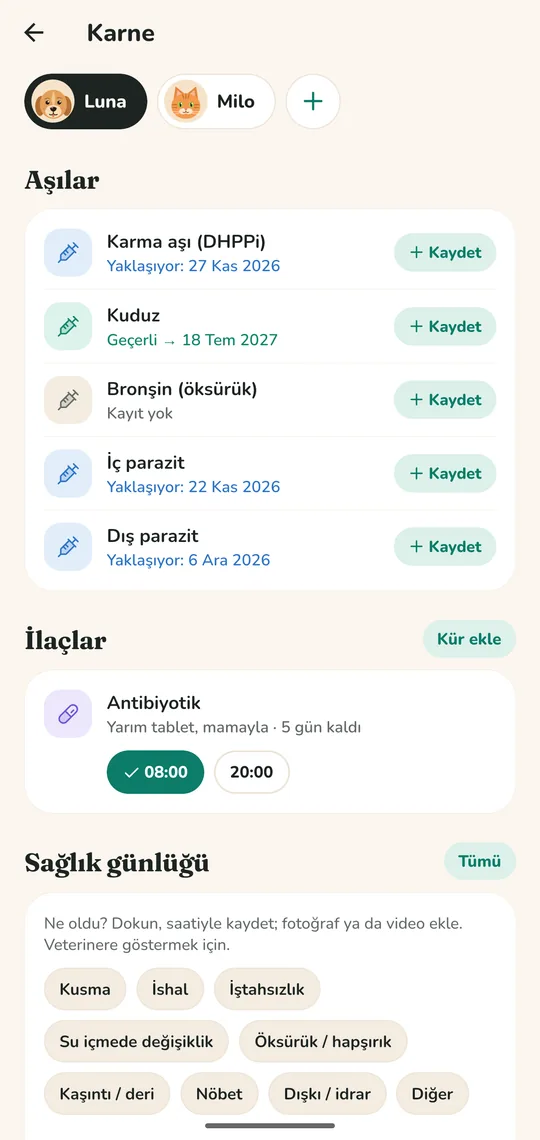 Karne
Luna
Milo
Aşılar
Karma aşı (DHPPi)
Yaklaşıyor: 27 Kas 2026
+ Kaydet
Kuduz
Geçerli → 18 Tem 2027
+ Kaydet
Bronşin (öksürük)
Kayıt yok
+ Kaydet
İç parazit
Yaklaşıyor: 22 Kas 2026
+ Kaydet
Dış parazit
Yaklaşıyor: 6 Ara 2026
+ Kaydet
İlaçlar
Kür ekle
Antibiyotik
Yarım tablet, mamayla · 5 gün kaldı
08:00 20:00
Sağlık günlüğü
Tümü
Ne oldu? Dokun, saatiyle kaydet; fotoğraf ya da video ekle.
Veterinere göstermek için.
Kusma İshal İştahsızlık
Su içmede değişiklik Öksürük / hapşırık
Kaşıntı / deri Nöbet Dışkı / idrar Diğer